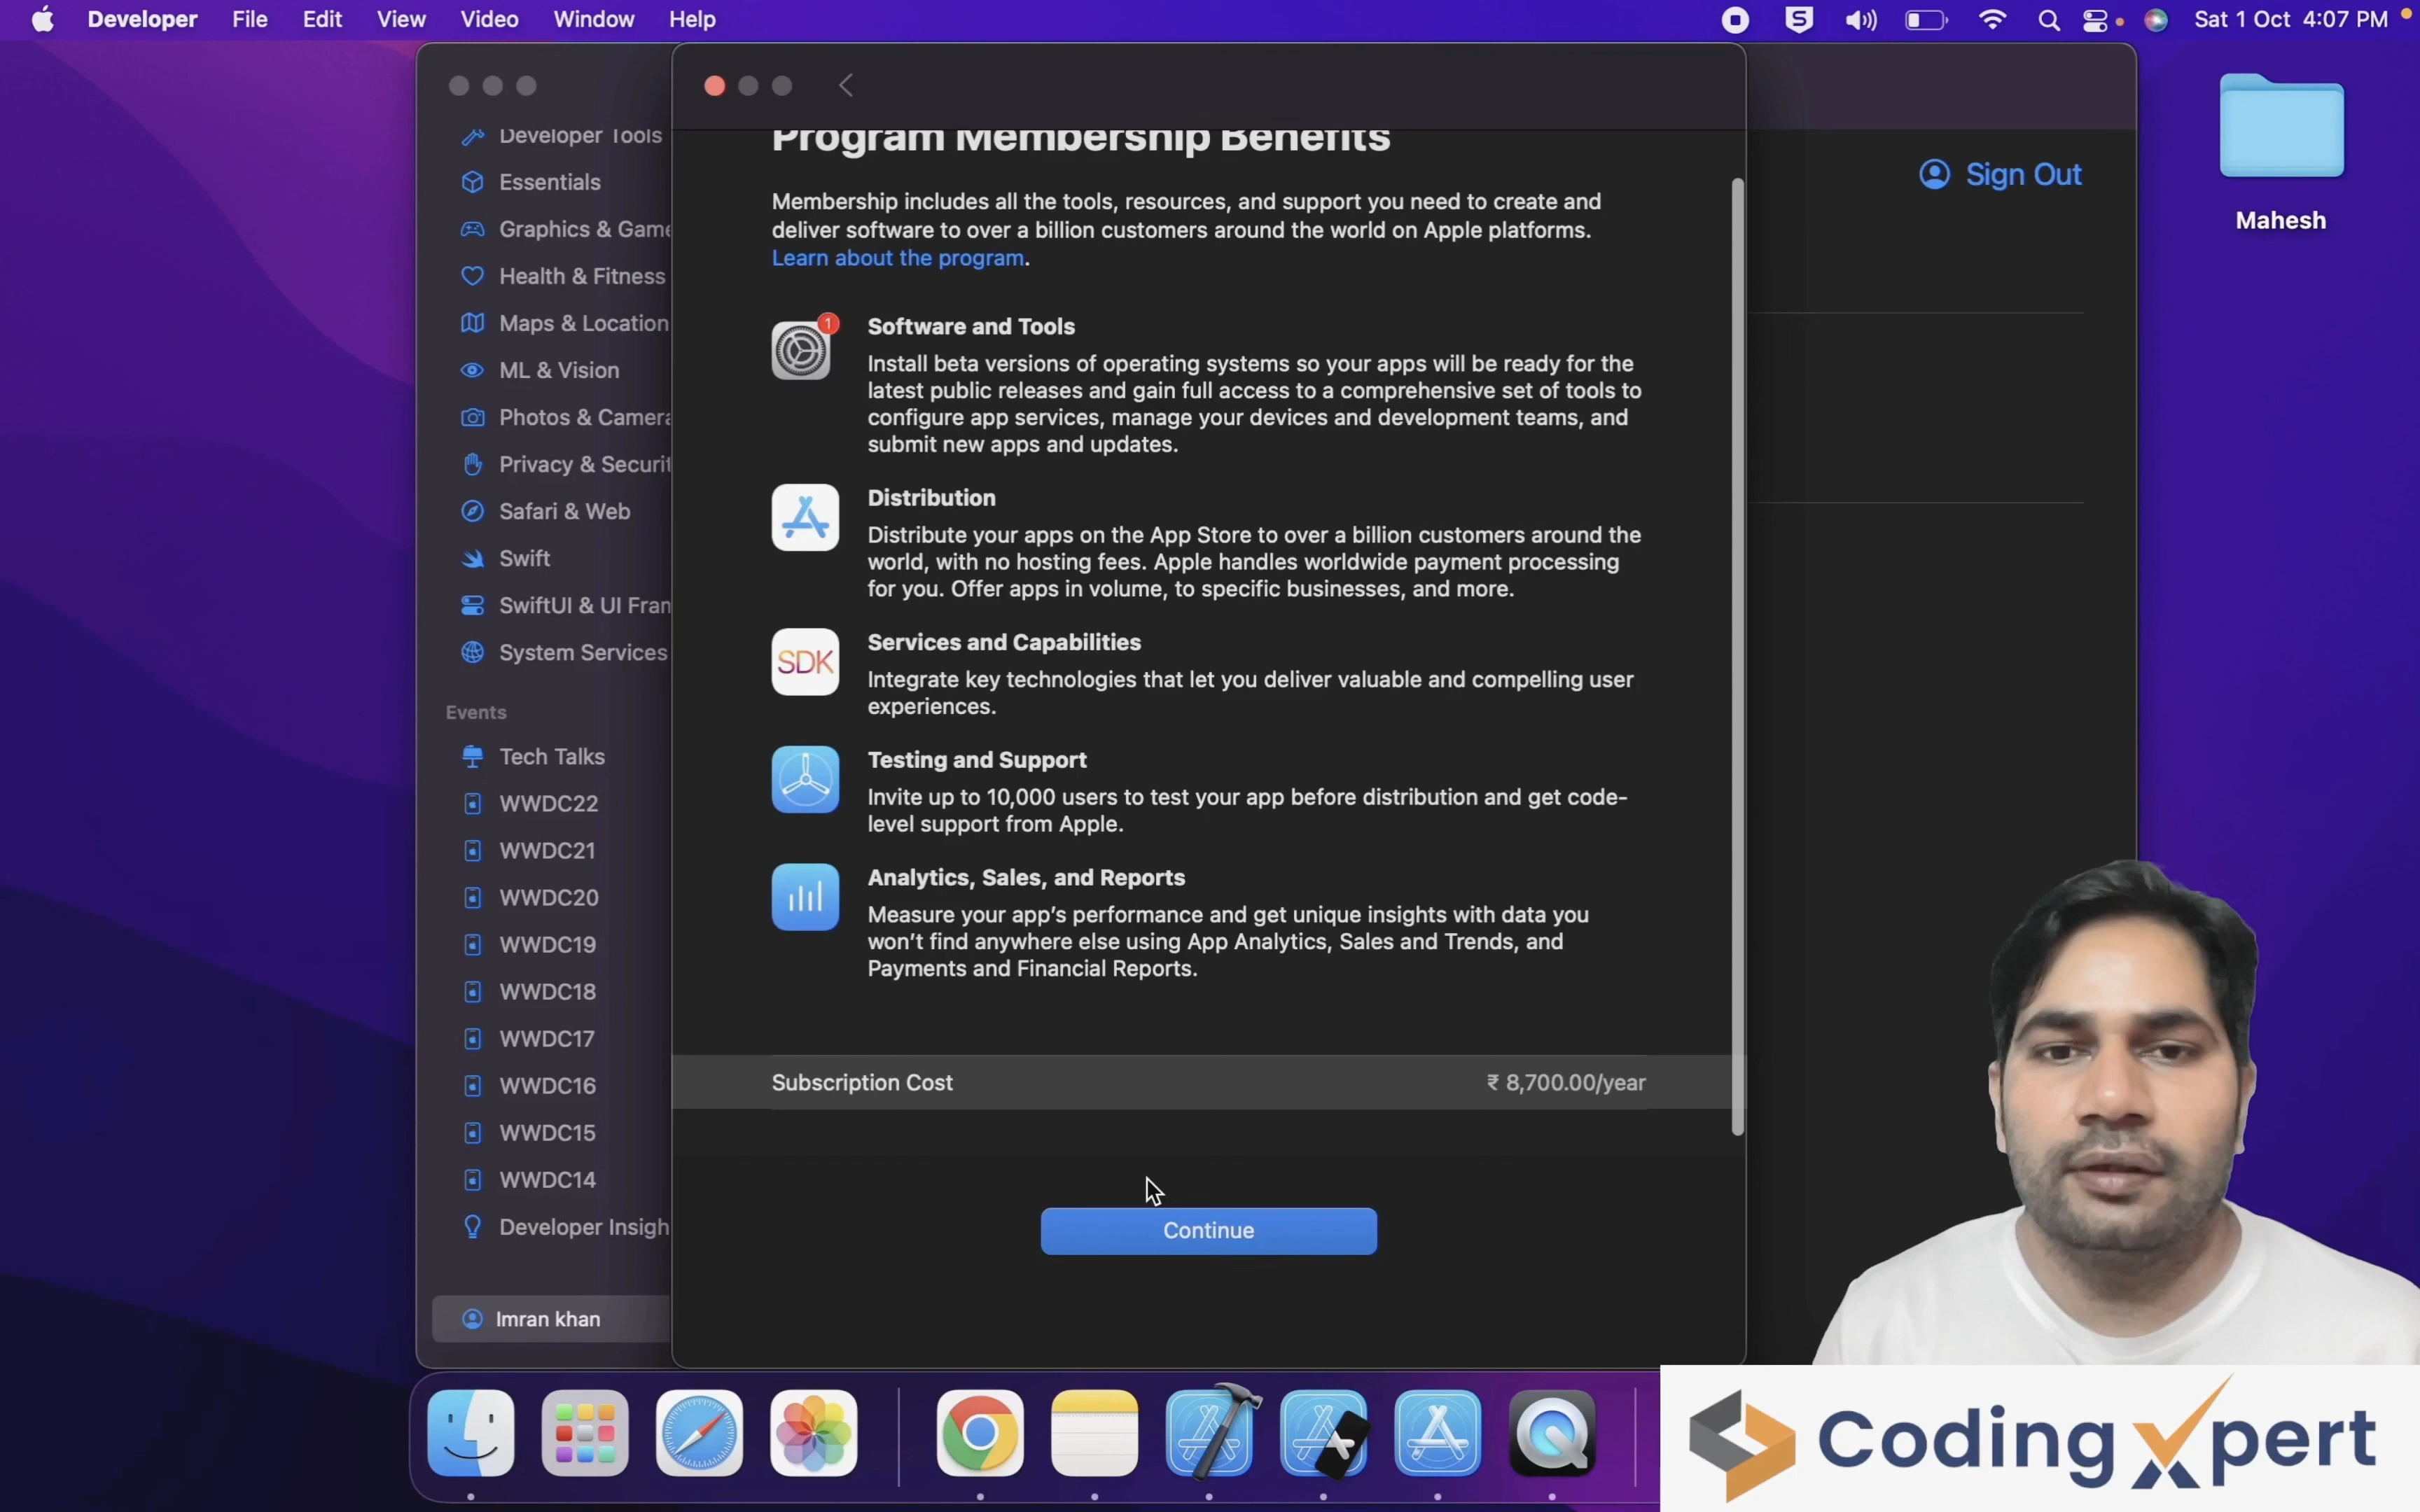 Developer File Edit View Video Window Help
S
Sat 1 Oct 4:07 PM
Developer Tools
Essentials
Graphics & Game
Health & Fitness
Maps & Location
ML & Vision
Photos & Camera
Privacy & Securit
Safari & Web
Swift
SwiftUI & UI Fran
System Services
Events
Tech Talks
WWDC22
WWDC21
WWDC20
WWDC19
WWDC18
WWDC17
WWDC16
WWDC15
WWDC14
Developer Insigh
Imran khan
Program Membership Benefits
Membership includes all the tools, resources, and support you need to create and
deliver software to over a billion customers around the world on Apple platforms.
Learn about the program.
1
Software and Tools
Install beta versions of operating systems so your apps will be ready for the
latest public releases and gain full access to a comprehensive set of tools to
configure app services, manage your devices and development teams, and
submit new apps and updates.
Distribution
Distribute your apps on the App Store to over a billion customers around the
world, with no hosting fees. Apple handles worldwide payment processing
for you. Offer apps in volume, to specific businesses, and more.
SDK
Services and Capabilities
Integrate key technologies that let you deliver valuable and compelling user
experiences.
Testing and Support
Invite up to 10,000 users to test your app before distribution and get code-
level support from Apple.
Analytics, Sales, and Reports
Measure your app's performance and get unique insights with data you
won't find anywhere else using App Analytics, Sales and Trends, and
Payments and Financial Reports.
Subscription Cost ₹ 8,700.00/year
Continue
Sign Out
Mahesh
CodingXpert